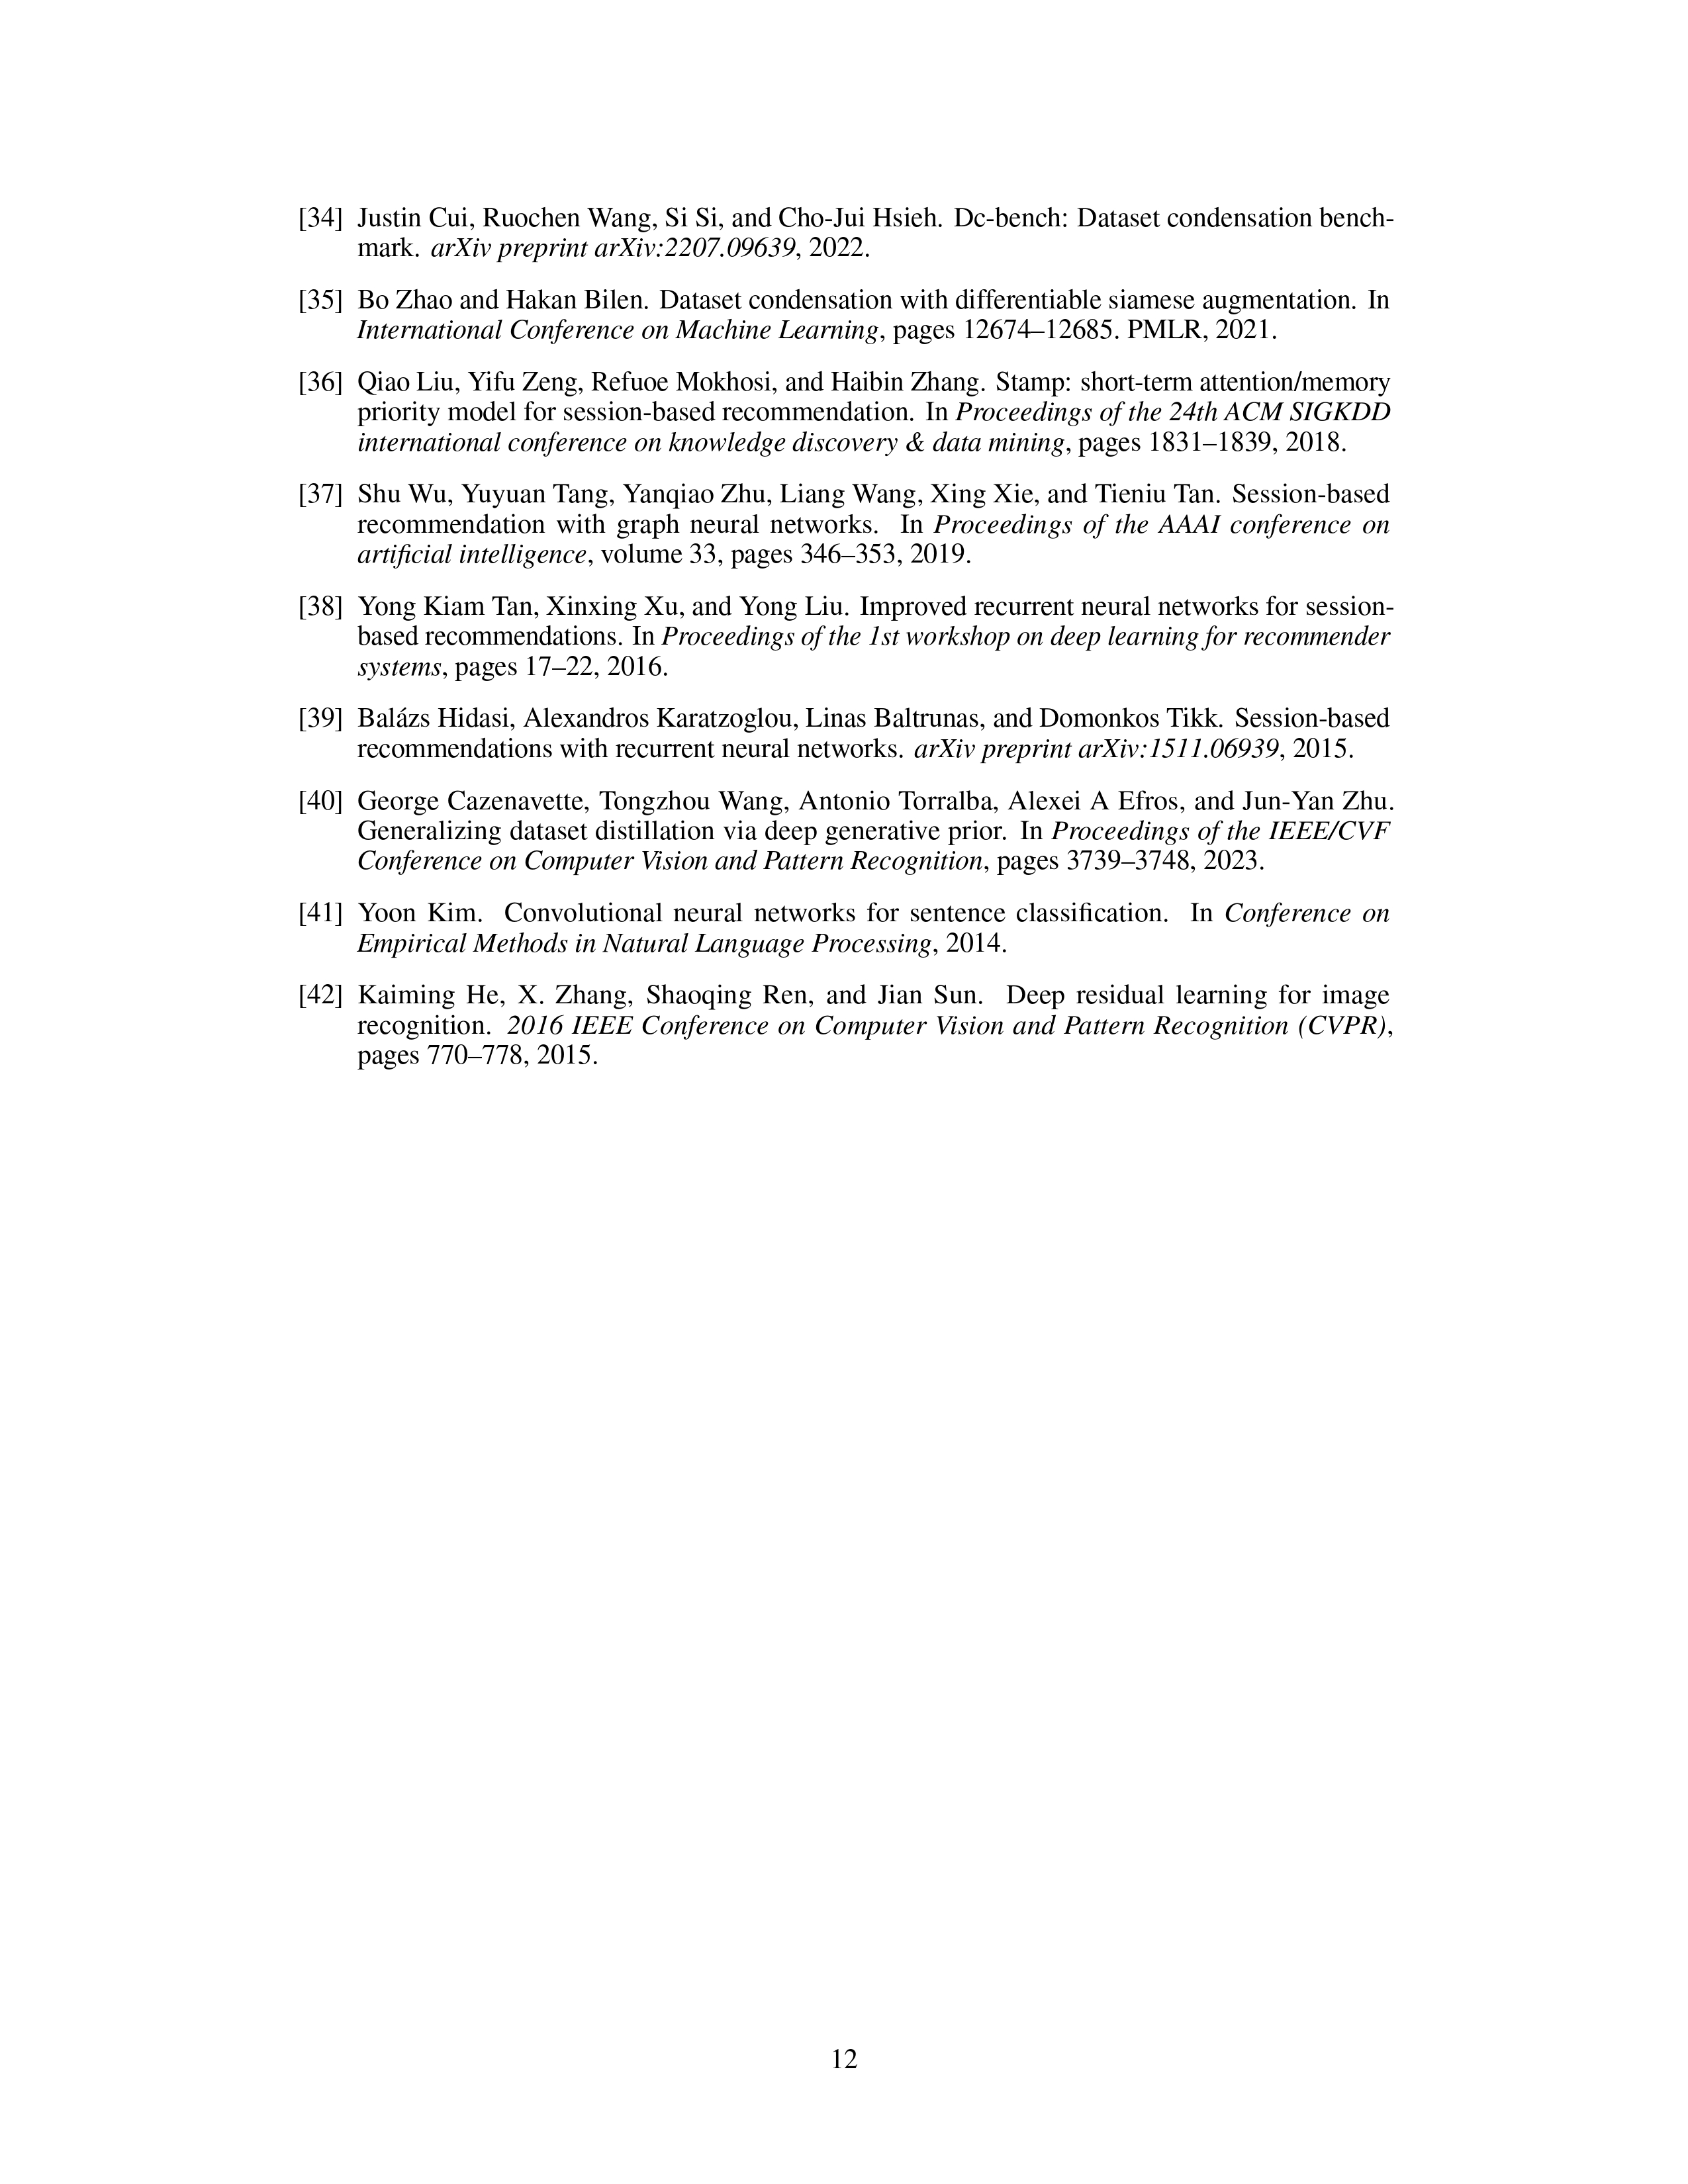 [34] Justin Cui, Ruochen Wang, Si Si, and Cho-Jui Hsieh. Dc-bench: Dataset condensation bench-
mark. arXiv preprint arXiv:2207.09639, 2022.
[35] Bo Zhao and Hakan Bilen. Dataset condensation with differentiable siamese augmentation. In
International Conference on Machine Learning, pages 12674–12685. PMLR, 2021.
[36] Qiao Liu, Yifu Zeng, Refuoe Mokhosi, and Haibin Zhang. Stamp: short-term attention/memory
priority model for session-based recommendation. In Proceedings of the 24th ACM SIGKDD
international conference on knowledge discovery & data mining, pages 1831–1839, 2018.
[37] Shu Wu, Yuyuan Tang, Yanqiao Zhu, Liang Wang, Xing Xie, and Tieniu Tan. Session-based
recommendation with graph neural networks. In Proceedings of the AAAI conference on
artificial intelligence, volume 33, pages 346–353, 2019.
[38] Yong Kiam Tan, Xinxing Xu, and Yong Liu. Improved recurrent neural networks for session-
based recommendations. In Proceedings of the 1st workshop on deep learning for recommender
systems, pages 17–22, 2016.
[39] Balázs Hidasi, Alexandros Karatzoglou, Linas Baltrunas, and Domonkos Tikk. Session-based
recommendations with recurrent neural networks. arXiv preprint arXiv:1511.06939, 2015.
[40] George Cazenavette, Tongzhou Wang, Antonio Torralba, Alexei A Efros, and Jun-Yan Zhu.
Generalizing dataset distillation via deep generative prior. In Proceedings of the IEEE/CVF
Conference on Computer Vision and Pattern Recognition, pages 3739–3748, 2023.
[41] Yoon Kim. Convolutional neural networks for sentence classification. In Conference on
Empirical Methods in Natural Language Processing, 2014.
[42] Kaiming He, X. Zhang, Shaoqing Ren, and Jian Sun. Deep residual learning for image
recognition. 2016 IEEE Conference on Computer Vision and Pattern Recognition (CVPR),
pages 770–778, 2015.
12